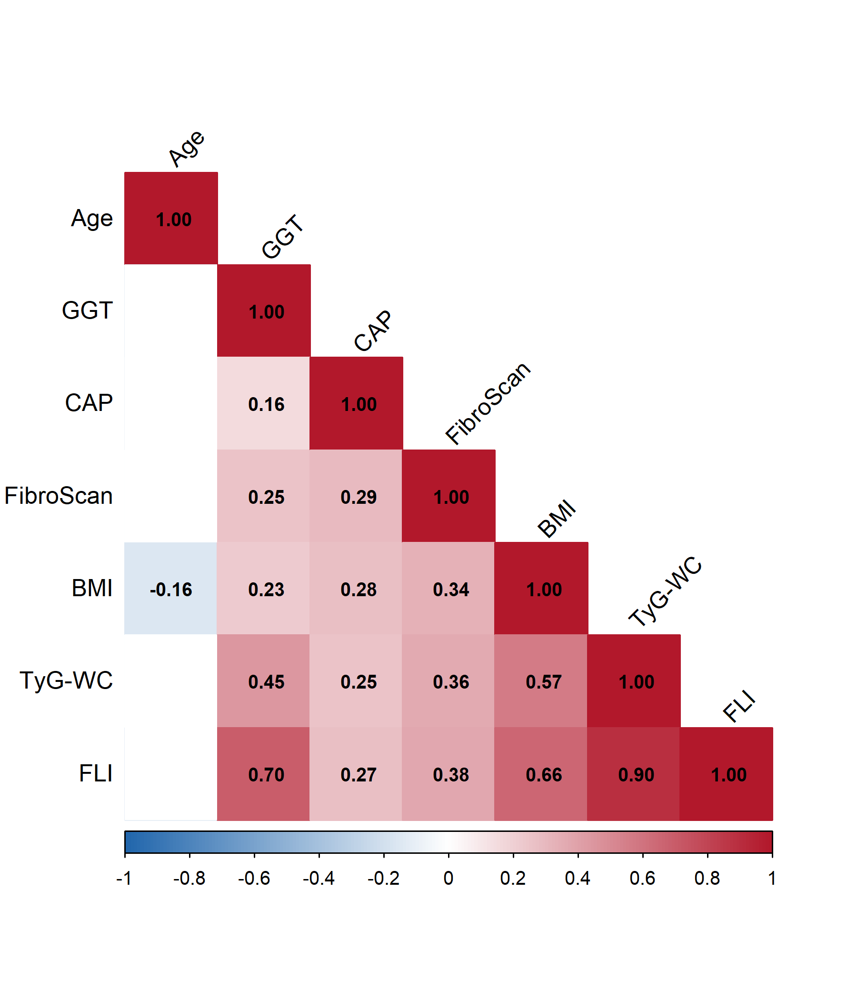 Age
Age 1.00
GGT
GGT 1.00
CAP
CAP 0.16 1.00
FibroScan
FibroScan 0.25 0.29 1.00
BMI
BMI -0.16 0.23 0.28 0.34 1.00
TyG-WC
TyG-WC 0.45 0.25 0.36 0.57 1.00
FLI
FLI 0.70 0.27 0.38 0.66 0.90 1.00
-1 -0.8 -0.6 -0.4 -0.2 0 0.2 0.4 0.6 0.8 1